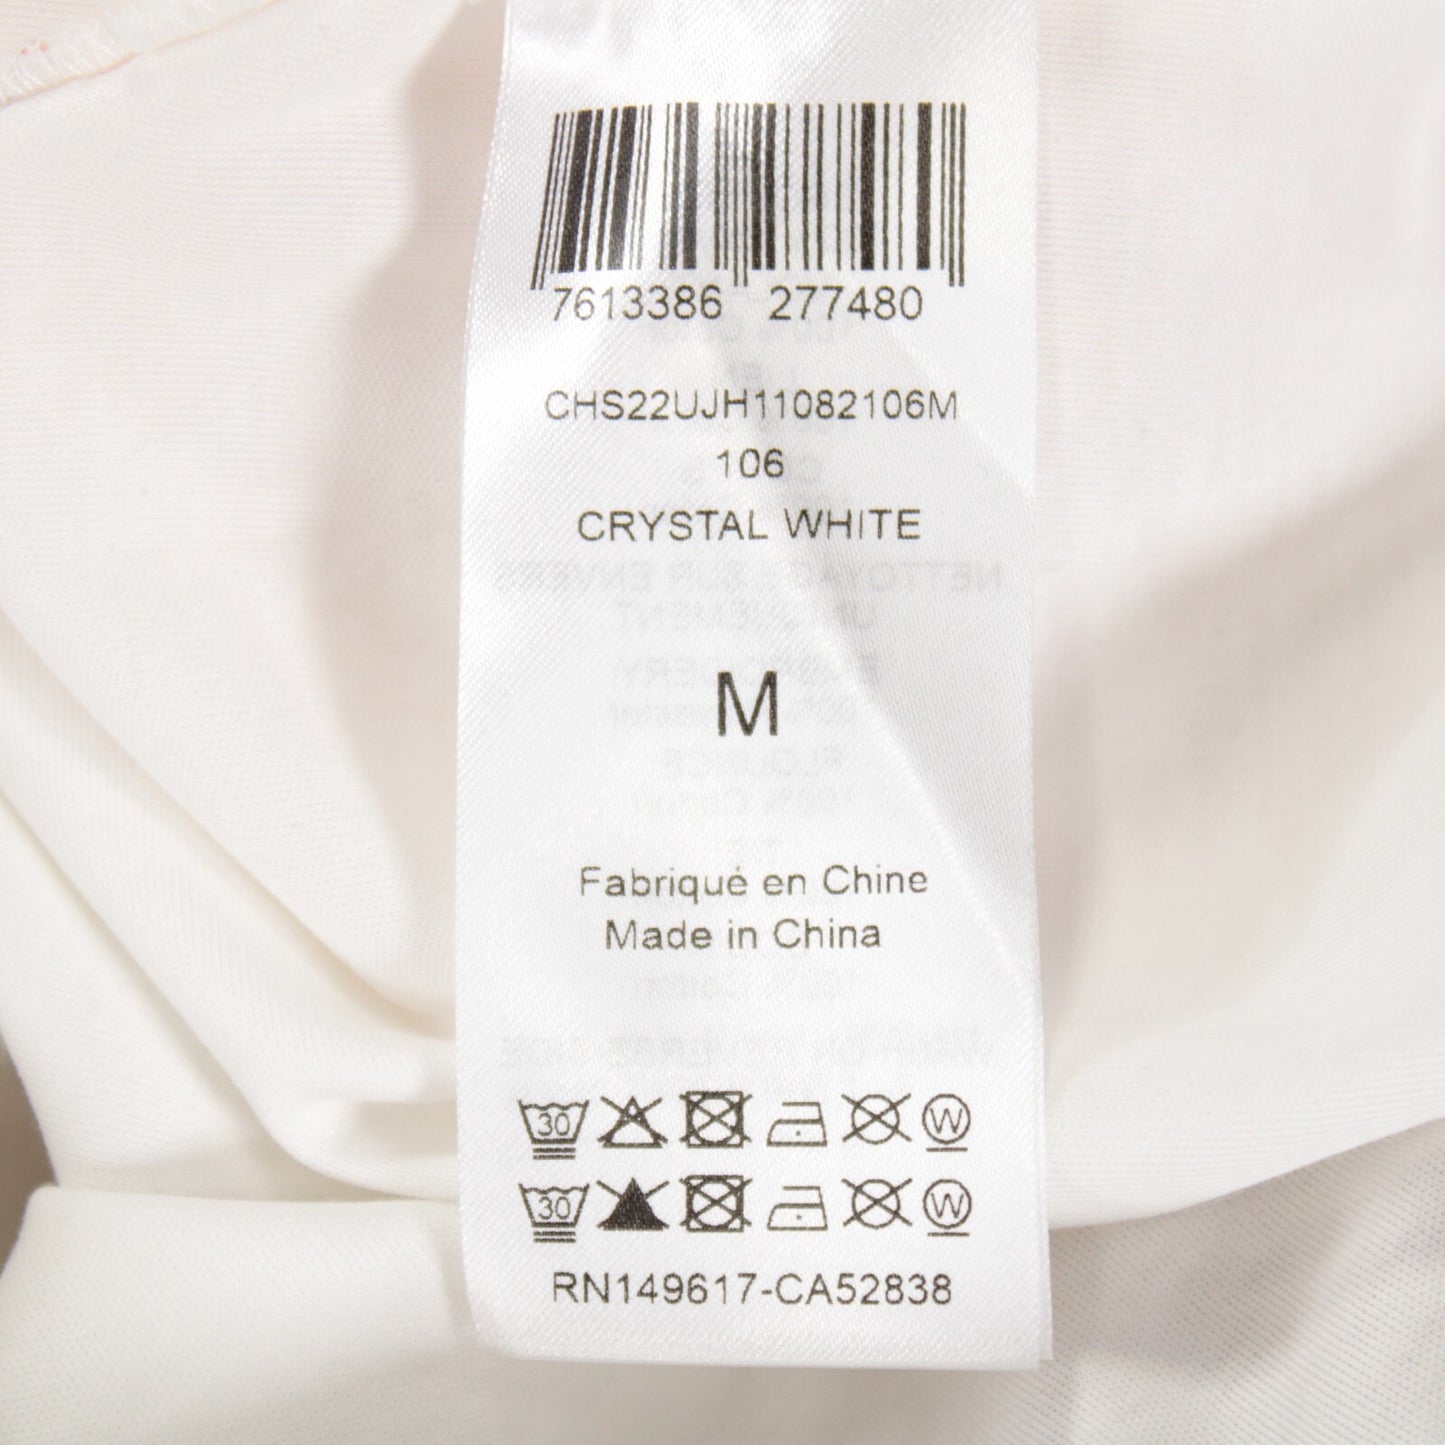 7613386 277480
CHS22UJH11082106M
106
CRYSTAL WHITE
M
Fabriqué en Chine
Made in China
30 W
30 W
RN149617-CA52838